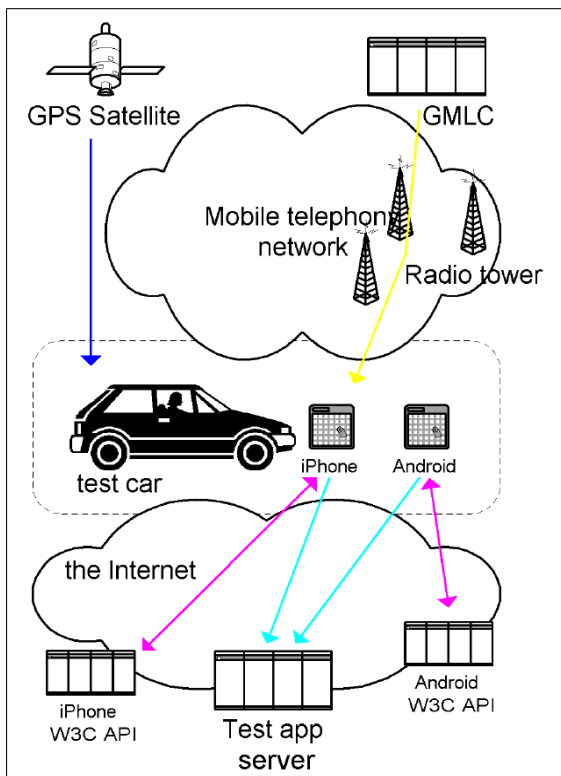 GPS Satellite
GMLC
Mobile telephony
network
Radio tower
test car
iPhone
Android
the Internet
iPhone
W3C API
Test app
server
Android
W3C API